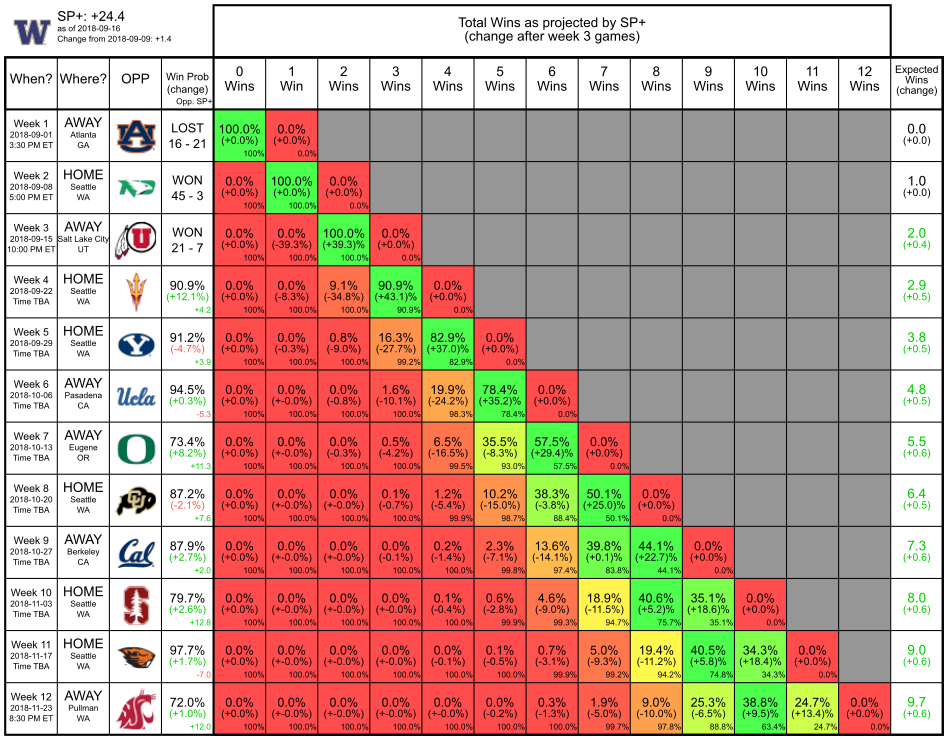 SP+: +24.4
as of 2018-09-16
Change from 2018-09-09: +1.4
Total Wins as projected by SP+
(change after week 3 games)
When? Where? OPP Win Prob (change) Opp. SP+ 0 Wins 1 Win 2 Wins 3 Wins 4 Wins 5 Wins 6 Wins 7 Wins 8 Wins 9 Wins 10 Wins 11 Wins 12 Wins Expected Wins (change)
Week 1 AWAY LOST 100.0% 0.0% 0.0
2018-09-01 Atlanta (+0.0%) (+0.0%) (+0.0)
3:30 PM ET GA 16 - 21 100% 0.0%
Week 2 HOME WON 0.0% 100.0% 0.0% 1.0
2018-09-08 Seattle (+0.0%) (+0.0%) (+0.0%) (+0.0)
5:00 PM ET WA 45 - 3 100% 100.0% 0.0%
Week 3 AWAY WON 0.0% 0.0% 100.0% 0.0% 2.0
2018-09-15 Salt Lake City (+0.0%) (-39.3%) (+39.3%) (+0.0%) (+0.4)
10:00 PM ET UT 21 - 7 100% 100.0% 100.0% 0.0%
Week 4 HOME 90.9% 0.0% 0.0% 9.1% 90.9% 0.0% 2.9
2018-09-22 Seattle (+12.1%) (+0.0%) (-8.3%) (-34.8%) (+43.1)% (+0.0%) (+0.5)
Time TBA WA +4.2 100% 100.0% 100.0% 90.9% 0.0%
Week 5 HOME 91.2% 0.0% 0.0% 0.8% 16.3% 82.9% 0.0% 3.8
2018-09-29 Seattle (-4.7%) (+0.0%) (-0.3%) (-9.0%) (-27.7%) (+37.0)% (+0.0%) (+0.5)
Time TBA WA +3.9 100% 100.0% 100.0% 99.2% 82.9% 0.0%
Week 6 AWAY Ucla 94.5% 0.0% 0.0% 0.0% 1.6% 19.9% 78.4% 0.0% 4.8
2018-10-06 Pasadena (+0.3%) (+0.0%) (+-0.0%) (-0.8%) (-10.1%) (-24.2%) (+35.2)% (+0.0%) (+0.5)
Time TBA CA -5.3 100% 100.0% 100.0% 100.0% 98.3% 78.4% 0.0%
Week 7 AWAY 73.4% 0.0% 0.0% 0.0% 0.5% 6.5% 35.5% 57.5% 0.0% 5.5
2018-10-13 Eugene (+8.2%) (+0.0%) (+-0.0%) (-0.3%) (-4.2%) (-16.5%) (-8.3%) (+29.4)% (+0.0%) (+0.6)
Time TBA OR +11.3 100% 100.0% 100.0% 100.0% 99.5% 93.0% 57.5% 0.0%
Week 8 HOME 87.2% 0.0% 0.0% 0.0% 0.1% 1.2% 10.2% 38.3% 50.1% 0.0% 6.4
2018-10-20 Seattle (-2.1%) (+0.0%) (+-0.0%) (+-0.0%) (-0.7%) (-5.4%) (-15.0%) (-3.8%) (+25.0)% (+0.0%) (+0.5)
Time TBA WA +7.6 100% 100.0% 100.0% 100.0% 99.9% 98.7% 88.4% 50.1% 0.0%
Week 9 AWAY Cal 87.9% 0.0% 0.0% 0.0% 0.0% 0.2% 2.3% 13.6% 39.8% 44.1% 0.0% 7.3
2018-10-27 Berkeley (+2.7%) (+0.0%) (+-0.0%) (+-0.0%) (-0.1%) (-1.4%) (-7.1%) (-14.1%) (+0.1)% (+22.7)% (+0.0%) (+0.6)
Time TBA CA +2.0 100% 100.0% 100.0% 100.0% 100.0% 99.8% 97.4% 83.8% 44.1% 0.0%
Week 10 HOME 79.7% 0.0% 0.0% 0.0% 0.0% 0.1% 0.6% 4.6% 18.9% 40.6% 35.1% 0.0% 8.0
2018-11-03 Seattle (+2.6%) (+0.0%) (+-0.0%) (+-0.0%) (+-0.0%) (-0.4%) (-2.8%) (-9.0%) (-11.5%) (+5.2)% (+18.6)% (+0.0%) (+0.6)
Time TBA WA +12.8 100% 100.0% 100.0% 100.0% 100.0% 99.9% 99.3% 94.7% 75.7% 35.1% 0.0%
Week 11 HOME 97.7% 0.0% 0.0% 0.0% 0.0% 0.0% 0.1% 0.7% 5.0% 19.4% 40.5% 34.3% 0.0% 9.0
2018-11-17 Seattle (+1.7%) (+0.0%) (+-0.0%) (+-0.0%) (+-0.0%) (-0.1%) (-0.5%) (-3.1%) (-9.3%) (-11.2%) (+5.8)% (+18.4)% (+0.0%) (+0.6)
Time TBA WA -7.0 100% 100.0% 100.0% 100.0% 100.0% 100.0% 99.9% 99.2% 94.2% 74.8% 34.3% 0.0%
Week 12 AWAY 72.0% 0.0% 0.0% 0.0% 0.0% 0.0% 0.0% 0.3% 1.9% 9.0% 25.3% 38.8% 24.7% 0.0% 9.7
2018-11-23 Pullman (+1.0%) (+0.0%) (+-0.0%) (+-0.0%) (+-0.0%) (+-0.0%) (-0.2%) (-1.3%) (-5.0%) (-10.0%) (-6.5%) (+9.5)% (+13.4)% (+0.0%) (+0.6)
8:30 PM ET WA +12.0 100% 100.0% 100.0% 100.0% 100.0% 100.0% 100.0% 99.7% 97.8% 88.8% 63.4% 24.7% 0.0%